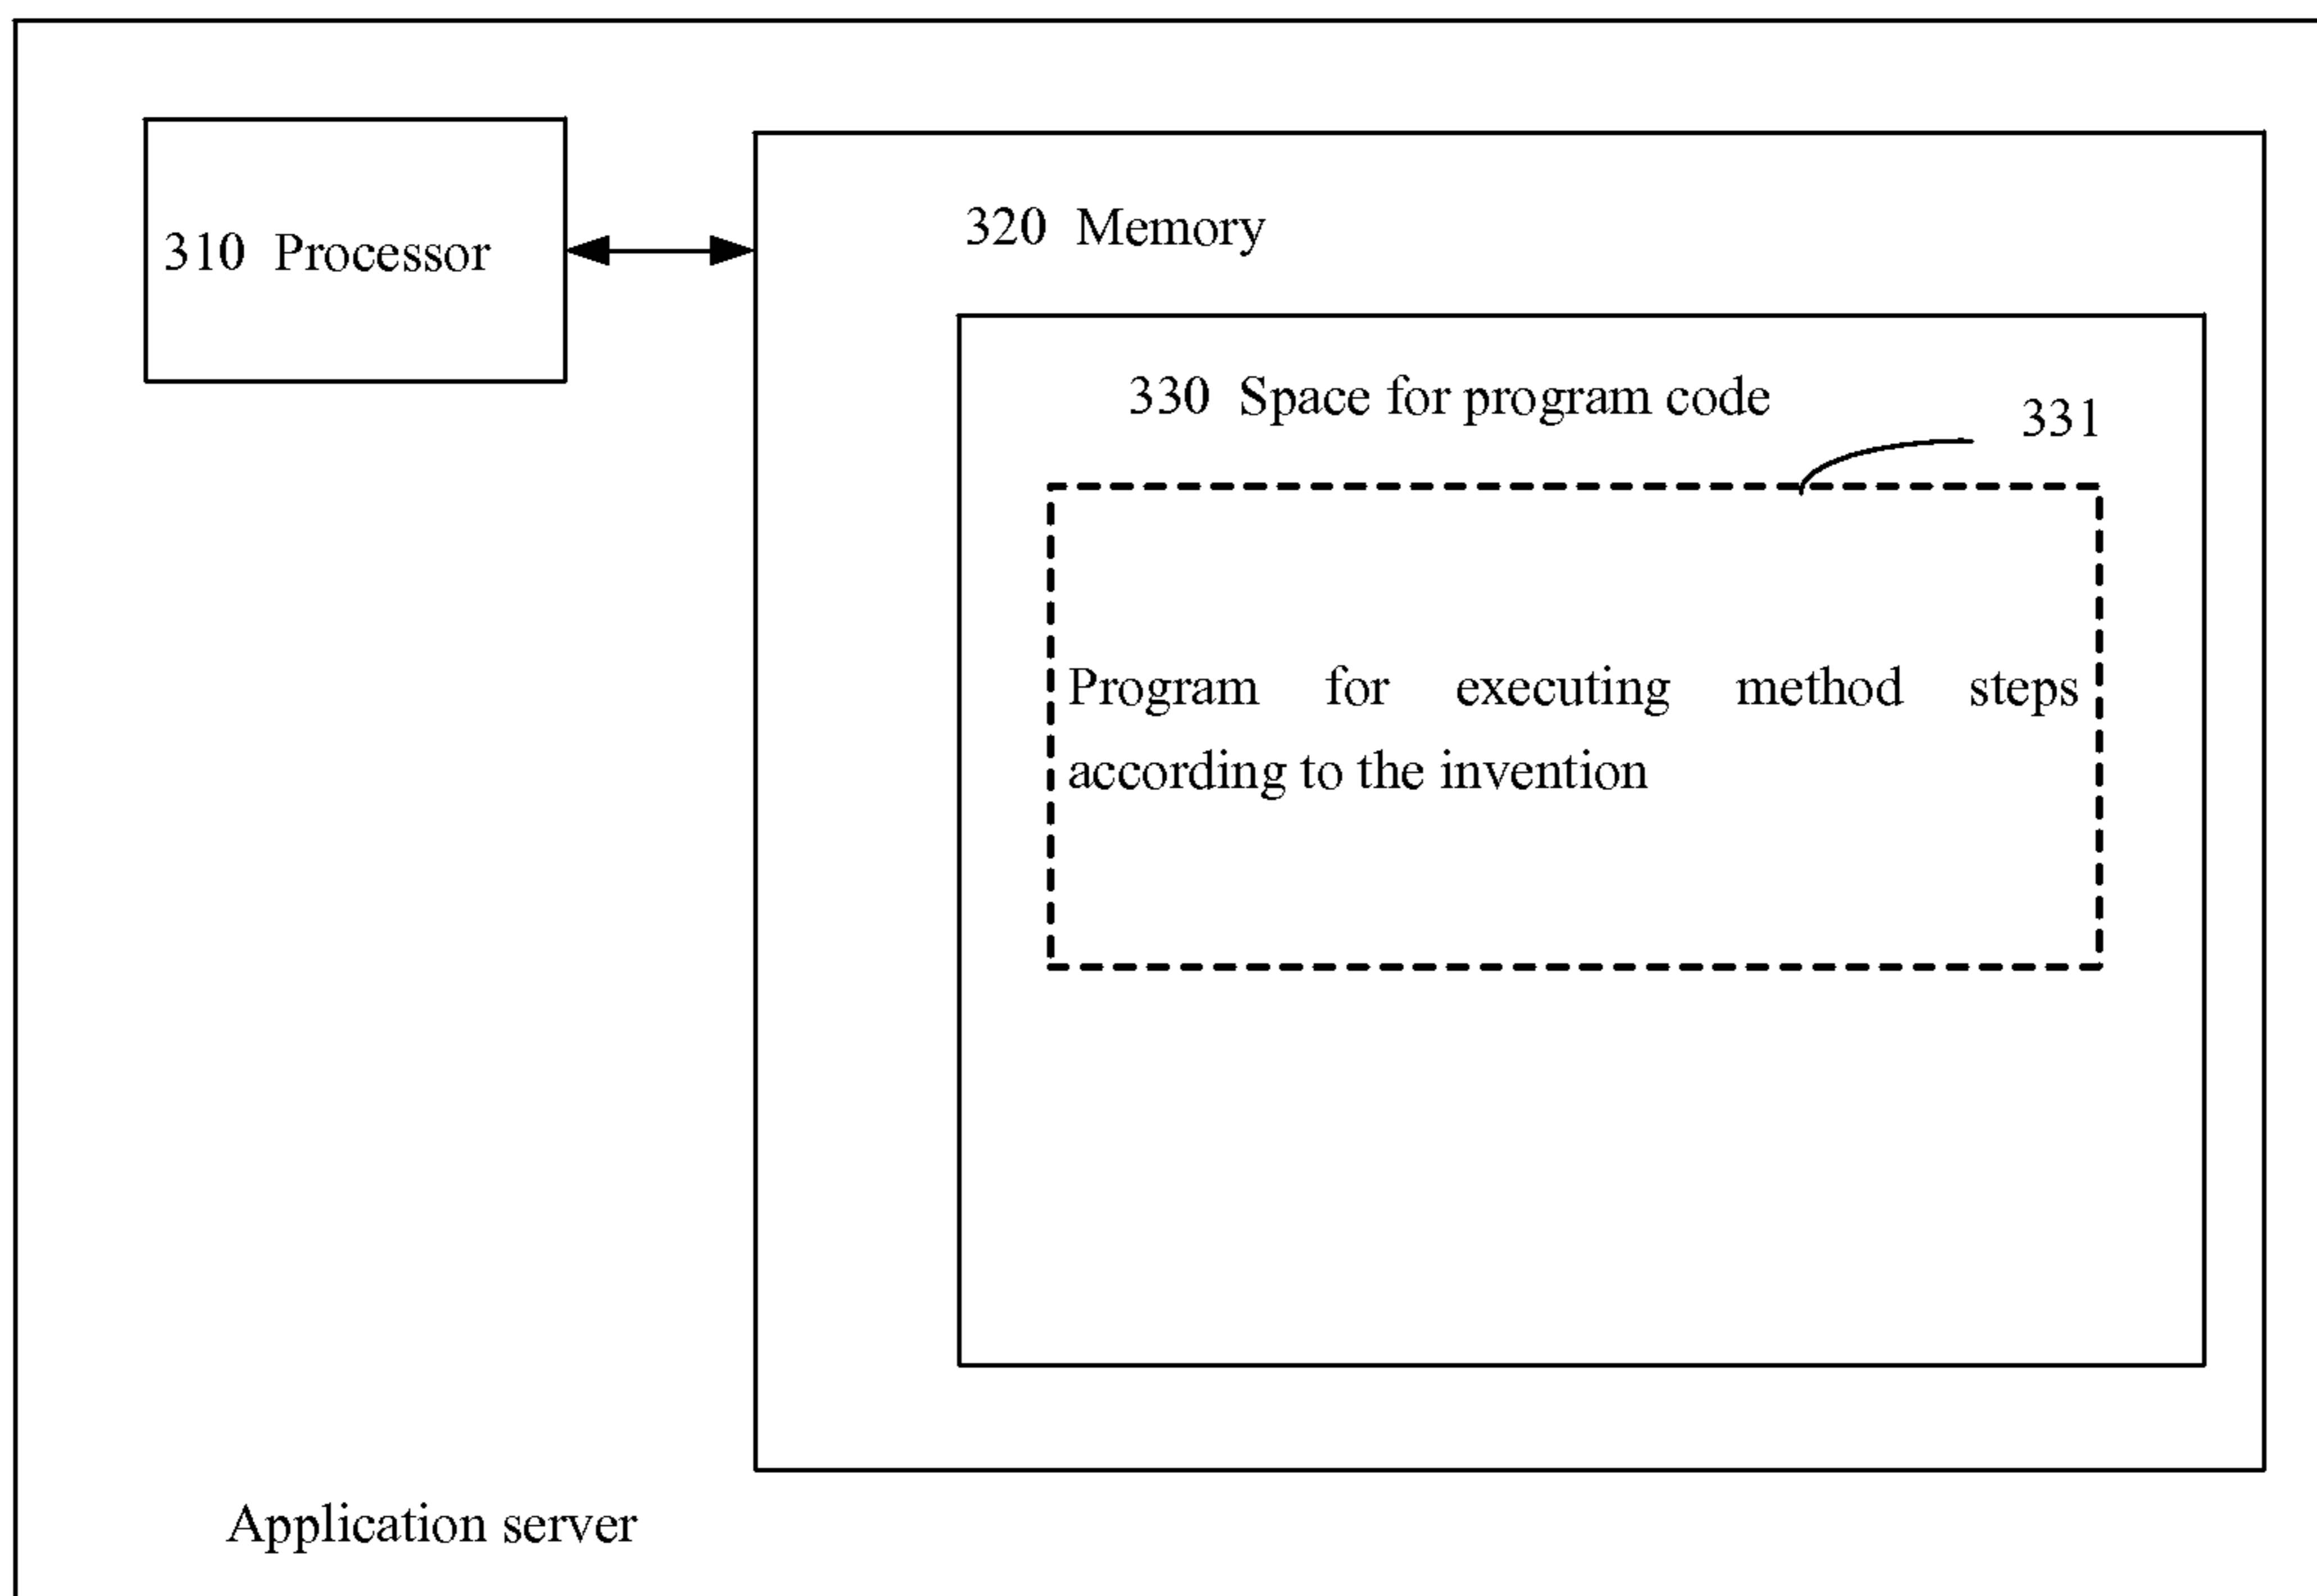 310 Processor
320 Memory
330 Space for program code
331
Program for executing method steps
according to the invention
Application server